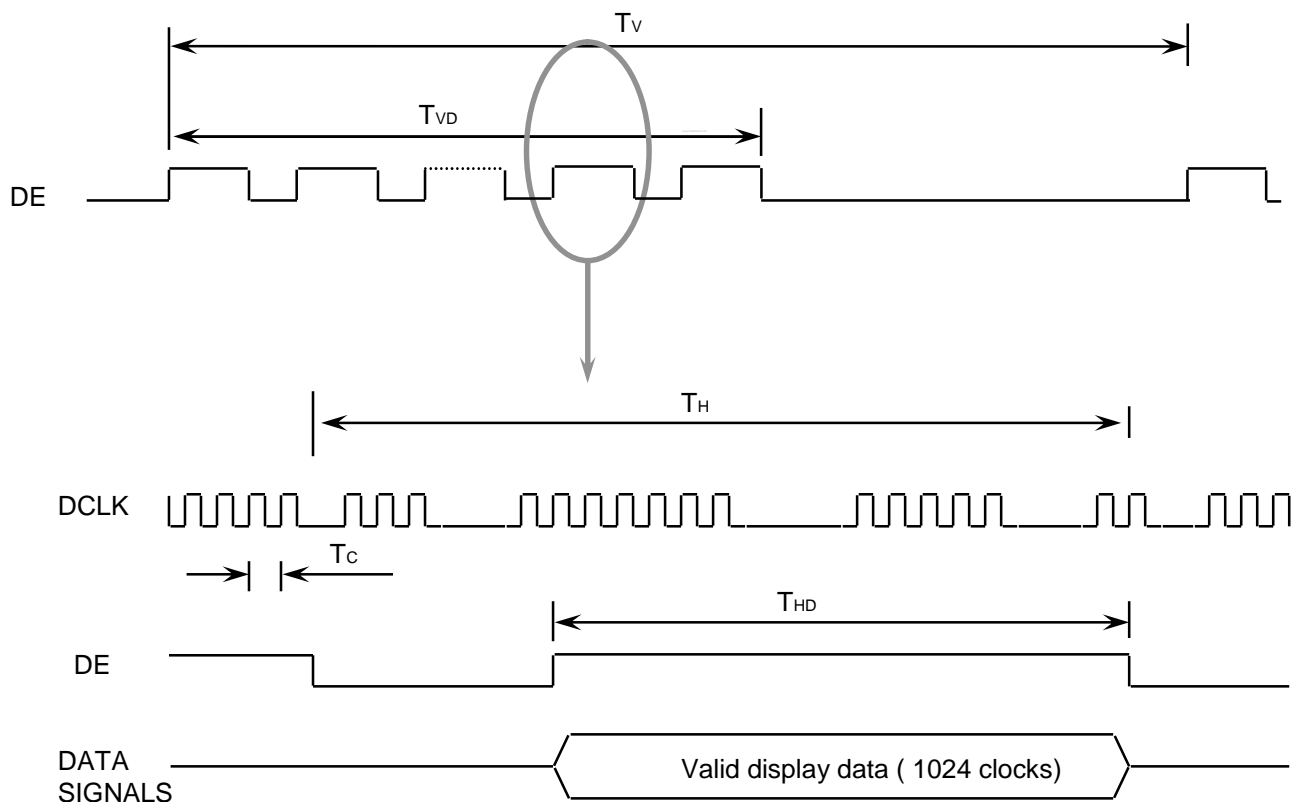 TV
TVD
DE
TH
DCLK
TC
THD
DE
DATA
SIGNALS
Valid display data ( 1024 clocks)